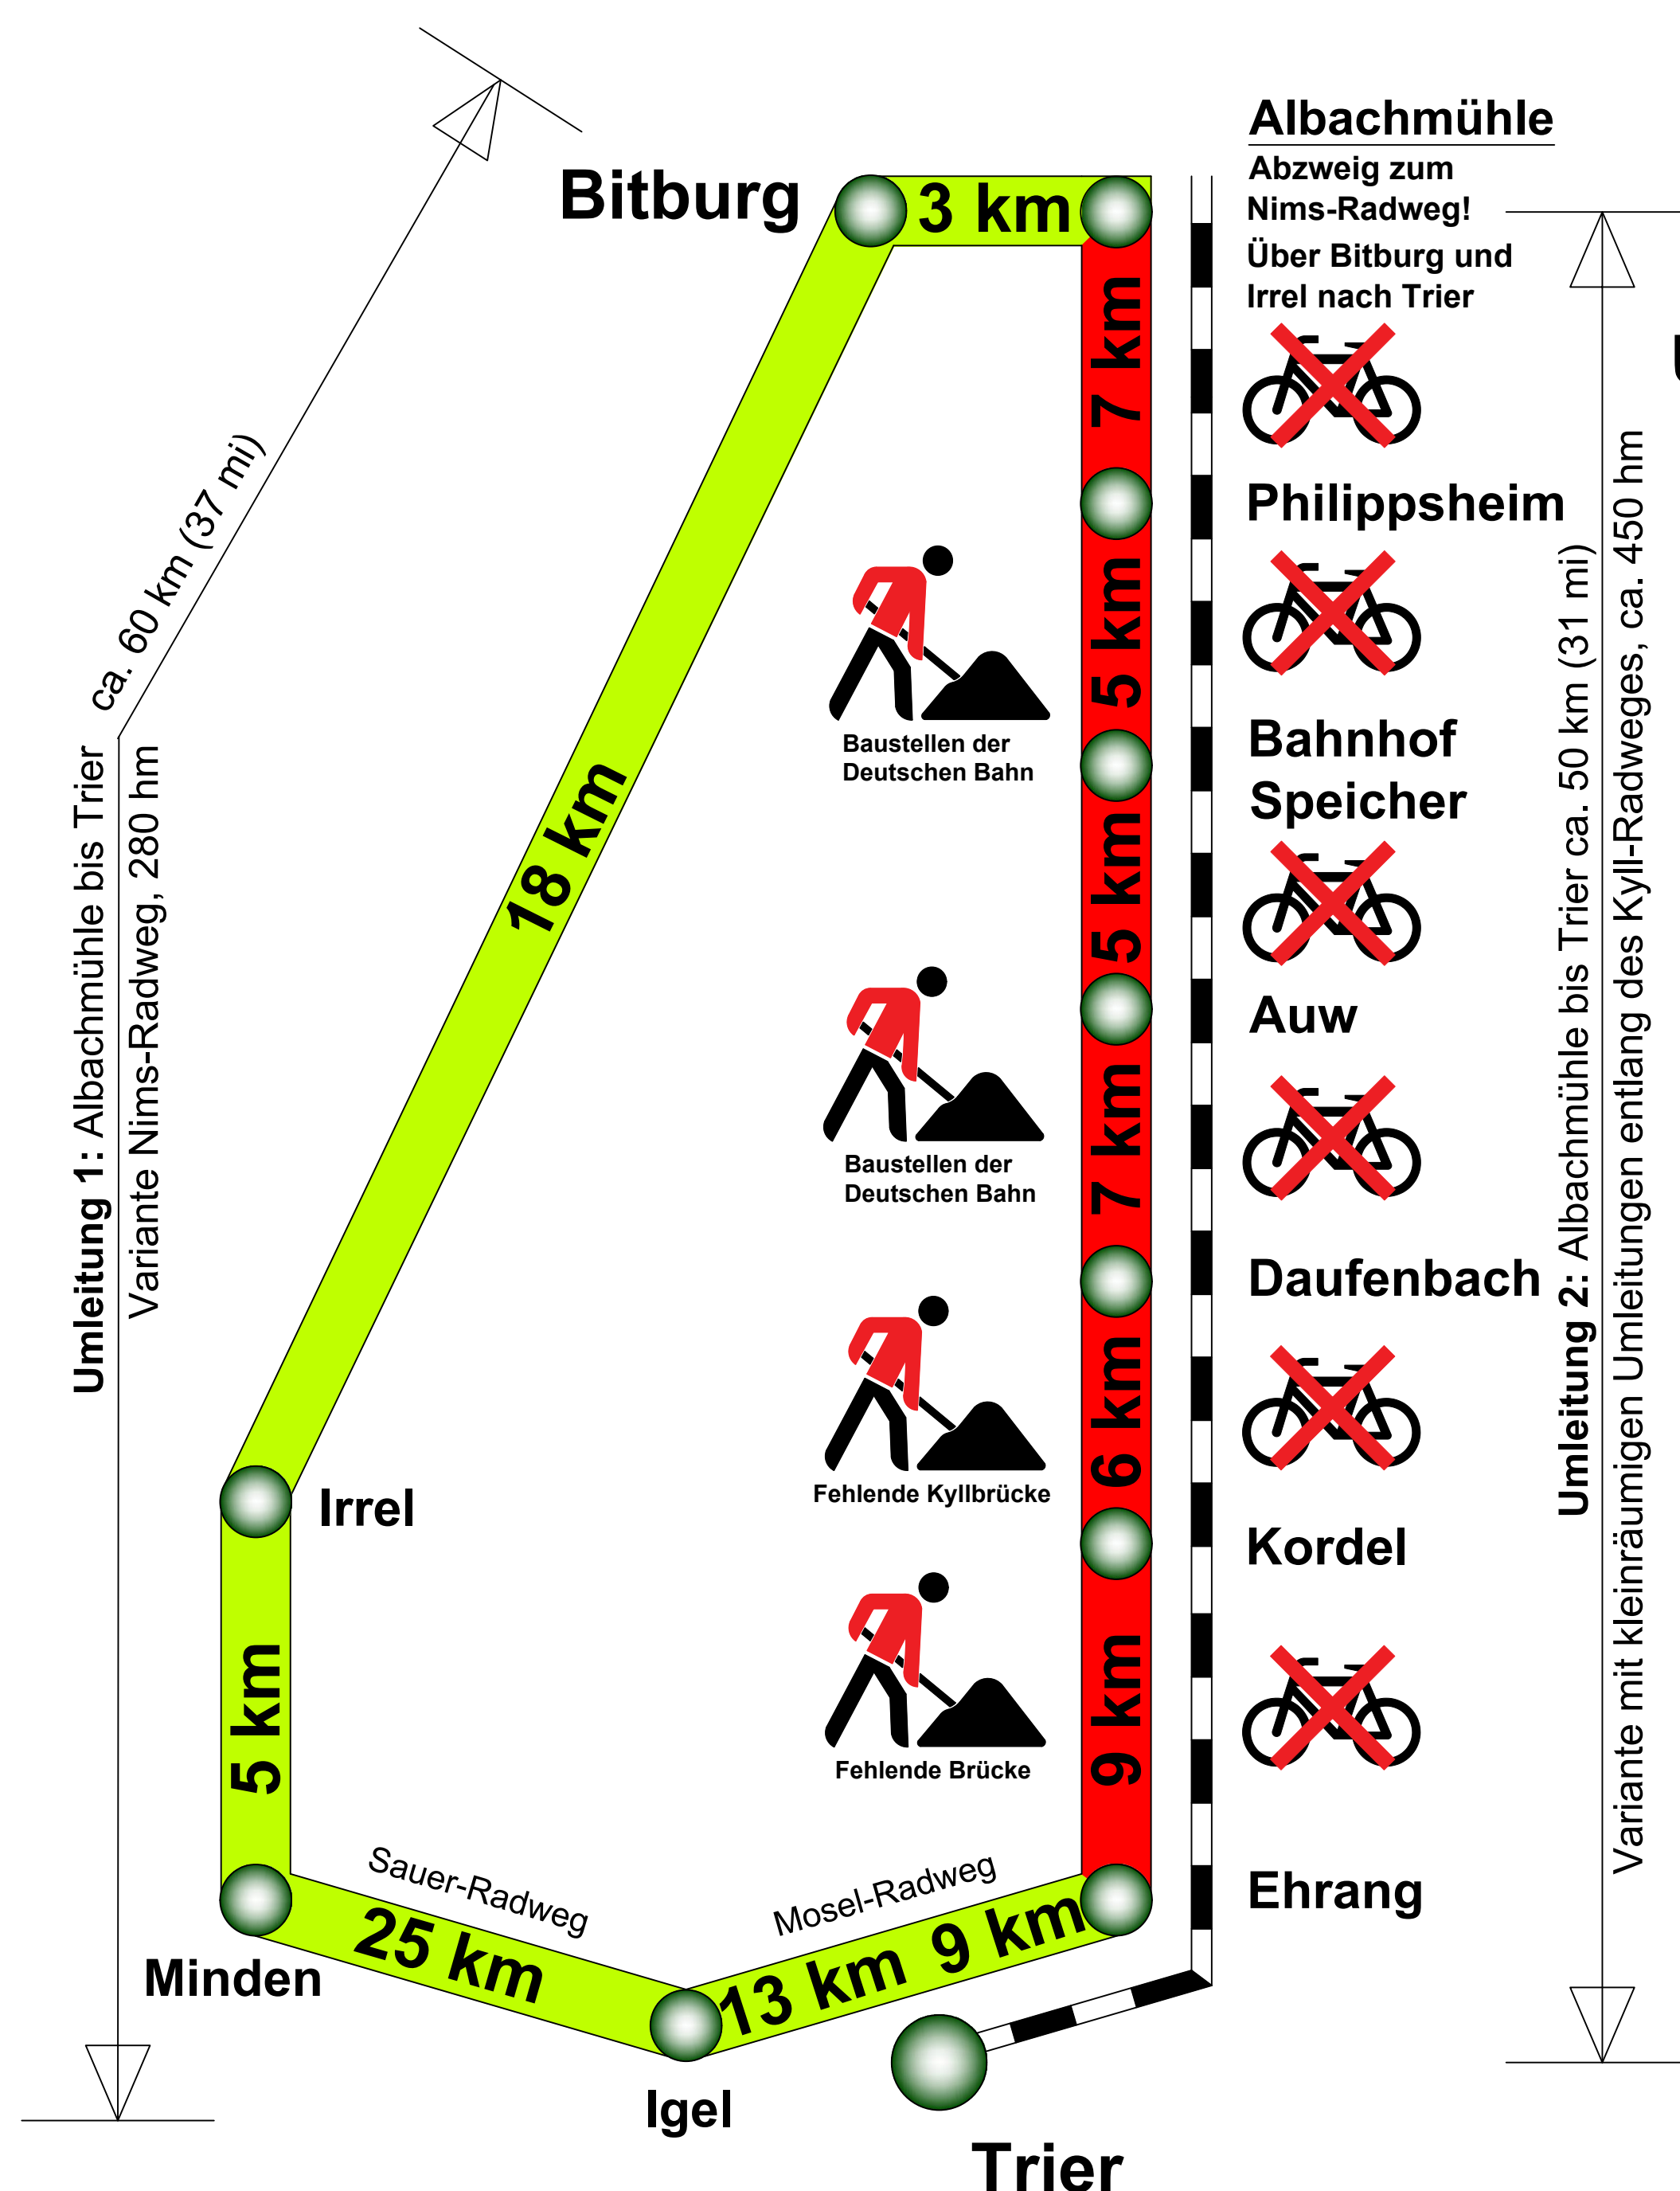 Albachmühle
Abzweig zum
Nims-Radweg!
Über Bitburg und
Irrel nach Trier
Bitburg
3 km
7 km
ca. 60 km (37 mi)
Philippsheim
5 km
Baustellen der
Deutschen Bahn
Bahnhof
Speicher
18 km
5 km
Auw
Baustellen der
Deutschen Bahn
7 km
Daufenbach
6 km
Fehlende Kyllbrücke
Irrel
Kordel
5 km
9 km
Fehlende Brücke
Sauer-Radweg
Mosel-Radweg
Ehrang
25 km
13 km
9 km
Minden
Igel
Trier
Umleitung 1: Albachmühle bis Trier
Variante Nims-Radweg, 280 hm
Umleitung 2: Albachmühle bis Trier ca. 50 km (31 mi)
Variante mit kleinräumigen Umleitungen entlang des Kyll-Radweges, ca. 450 hm